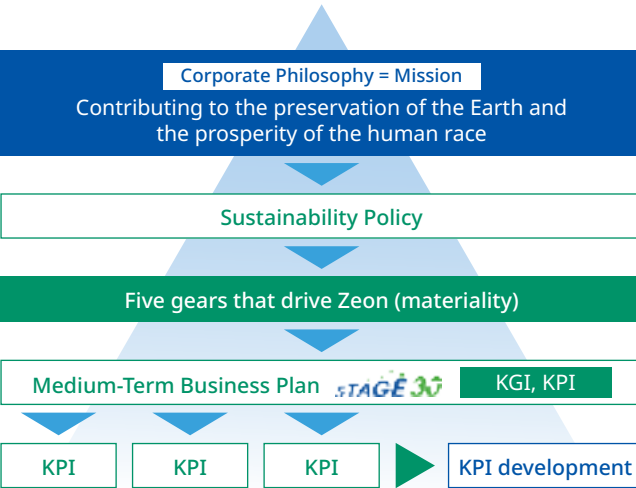 Corporate Philosophy = Mission
Contributing to the preservation of the Earth and
the prosperity of the human race
Sustainability Policy
Five gears that drive Zeon (materiality)
Medium-Term Business Plan STAGE 30 KGI, KPI
KPI KPI KPI KPI development